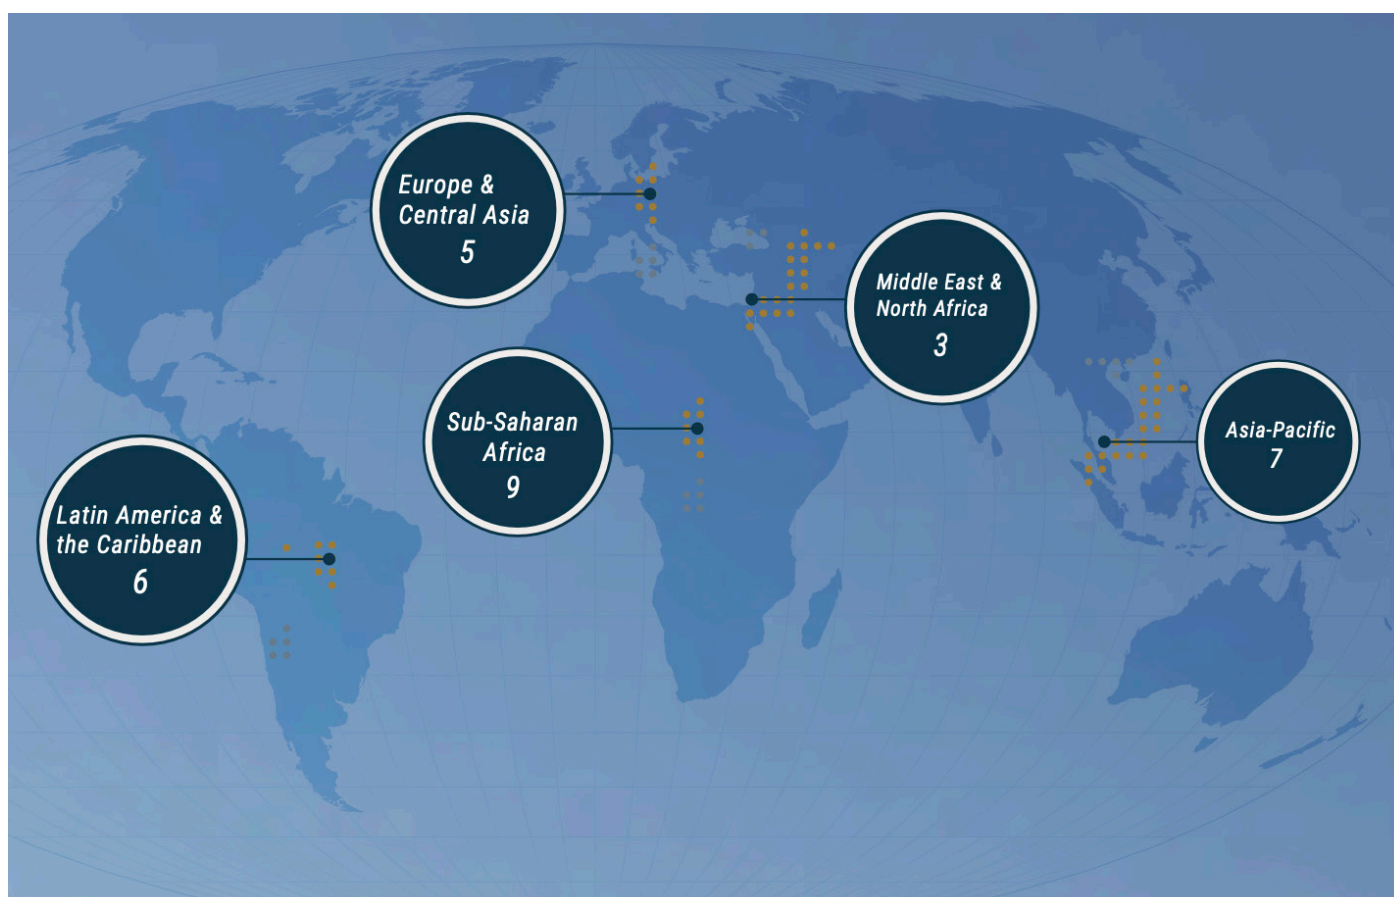 Europe &
Central Asia
5
Middle East &
North Africa
3
Sub-Saharan
Africa
9
Asia-Pacific
7
Latin America &
the Caribbean
6